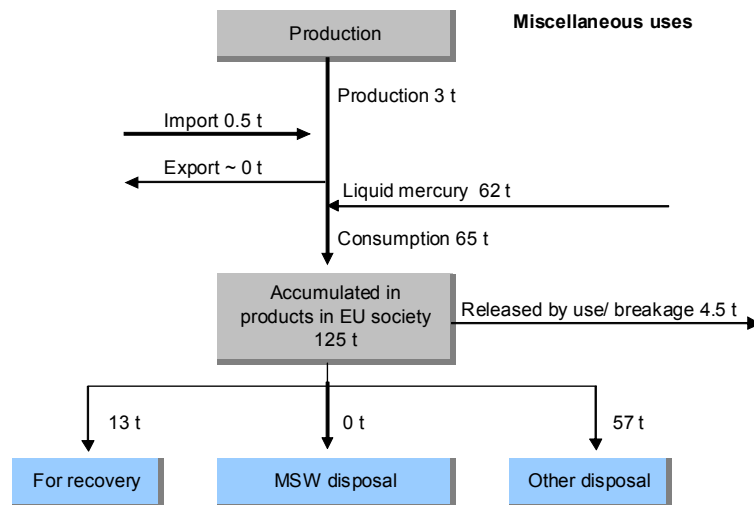 Production
Miscellaneous uses
Production 3 t
Import 0.5 t
Export ~ 0 t
Liquid mercury  62 t
Consumption 65 t
Accumulated in
products in EU society
125 t
Released by use/ breakage 4.5 t
13 t
0 t
57 t
For recovery
MSW disposal
Other disposal